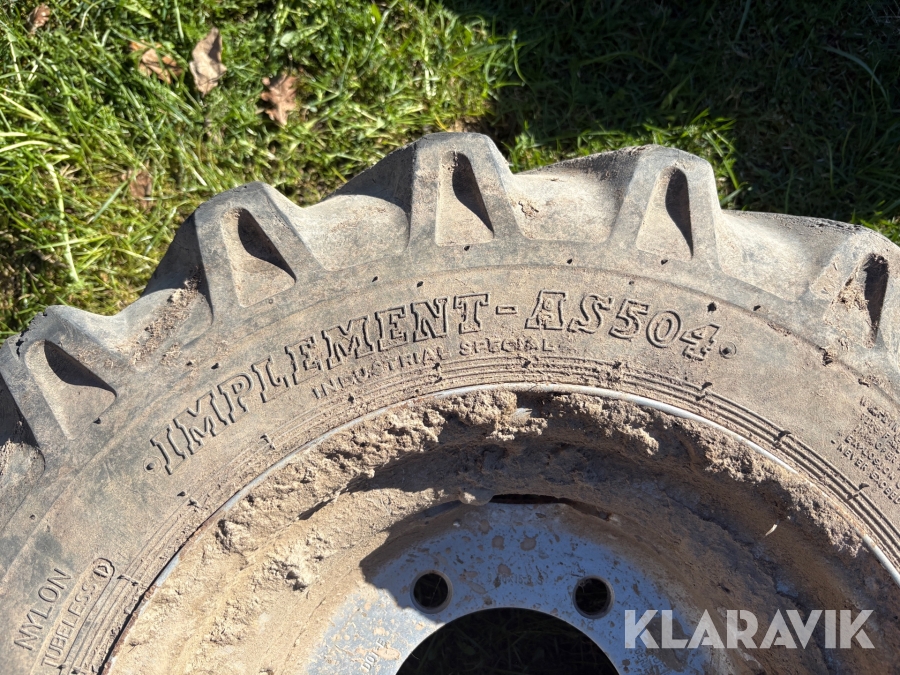 ·IMPLEMENT-AS504·
INDUSTRIAL SPECIAL
NYLON
TUBELESS
KLARAVIK